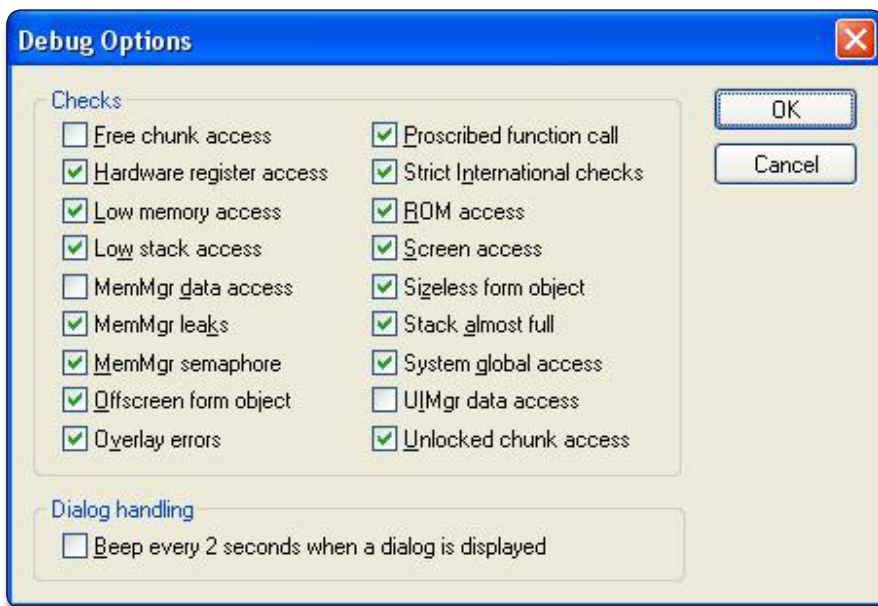 Debug Options
Checks
Free chunk access
Hardware register access
Low memory access
Low stack access
MemMgr data access
MemMgr leaks
MemMgr semaphore
Offscreen form object
Overlay errors
Proscribed function call
Strict International checks
ROM access
Screen access
Sizeless form object
Stack almost full
System global access
UIMgr data access
Unlocked chunk access
OK
Cancel
Dialog handling
Beep every 2 seconds when a dialog is displayed